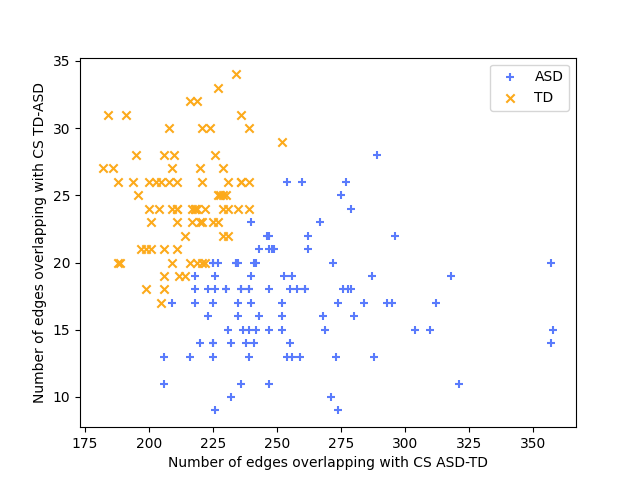 35
30
25
20
15
10
Number of edges overlapping with CS TD-ASD
ASD
TD
175 200 225 250 275 300 325 350
Number of edges overlapping with CS ASD-TD